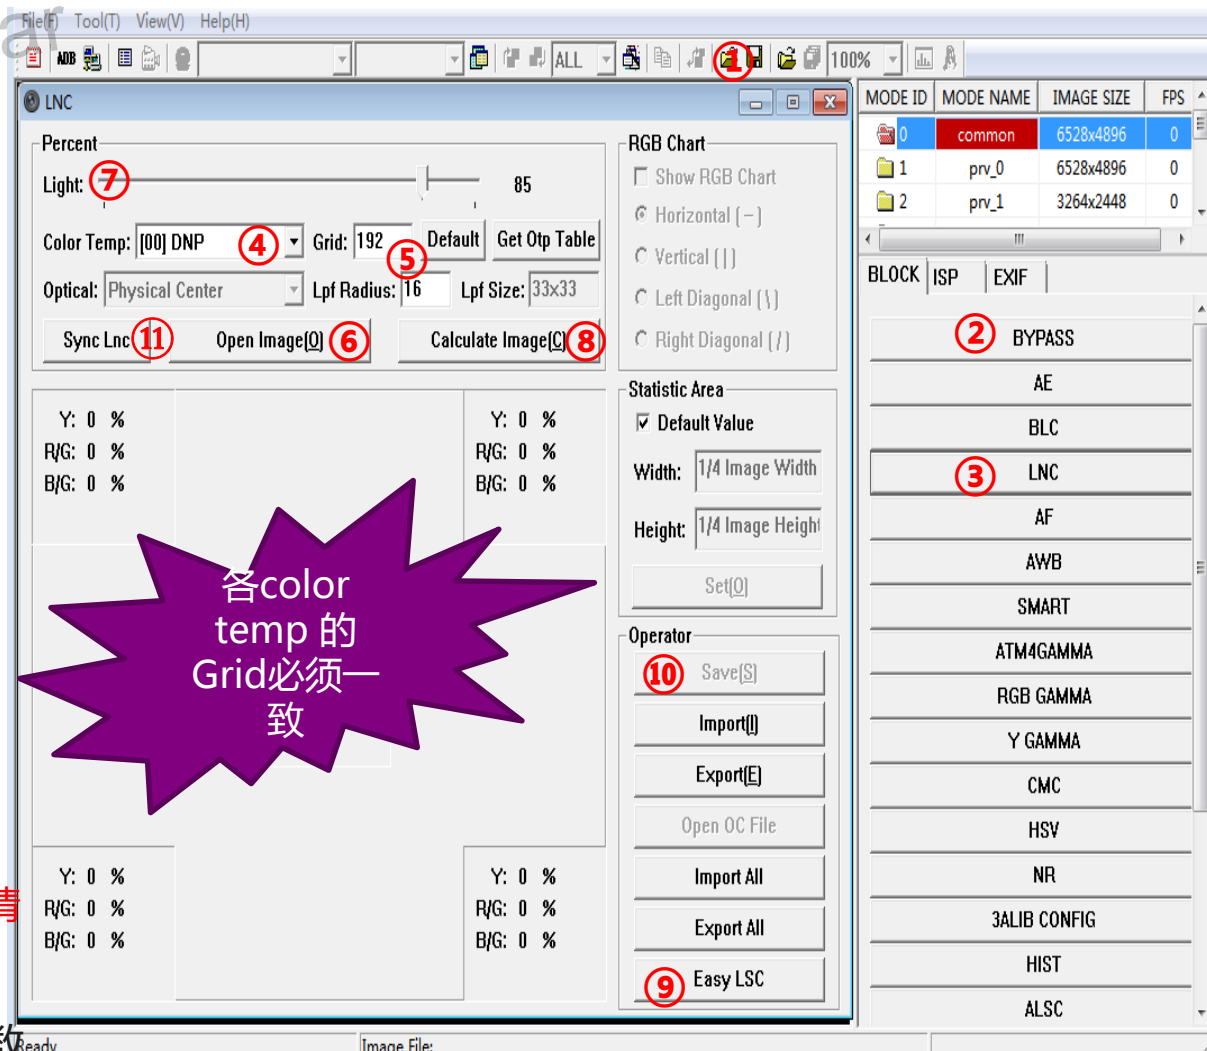 ar
File(F) Tool(T) View(V) Help(H)
ADB ALL ① 100%
LNC
Percent
Light: ⑦ 85
Color Temp: [00] DNP ④ Grid: 192 ⑤ Default Get Otp Table
Optical: Physical Center Lpf Radius: 16 Lpf Size: 33x33
Sync Lnc ⑪ Open Image(O) ⑥ Calculate Image(C) ⑧
RGB Chart
Show RGB Chart
Horizontal (−)
Vertical (|)
Left Diagonal (\)
Right Diagonal (/)
Y: 0 %
R/G: 0 %
B/G: 0 %
Y: 0 %
R/G: 0 %
B/G: 0 %
各color
temp 的
Grid必须一
致
Y: 0 %
R/G: 0 %
B/G: 0 %
Y: 0 %
R/G: 0 %
B/G: 0 %
Statistic Area
Default Value
Width: 1/4 Image Width
Height: 1/4 Image Height
Set(O)
Operator
⑩ Save(S)
Import(I)
Export(E)
Open OC File
Import All
Export All
⑨ Easy LSC
MODE ID MODE NAME IMAGE SIZE FPS
0 common 6528x4896 0
1 prv_0 6528x4896 0
2 prv_1 3264x2448 0
BLOCK ISP EXIF
② BYPASS
AE
BLC
③ LNC
AF
AWB
SMART
ATM4GAMMA
RGB GAMMA
Y GAMMA
CMC
HSV
NR
3ALIB CONFIG
HIST
ALSC
Ready Image File: